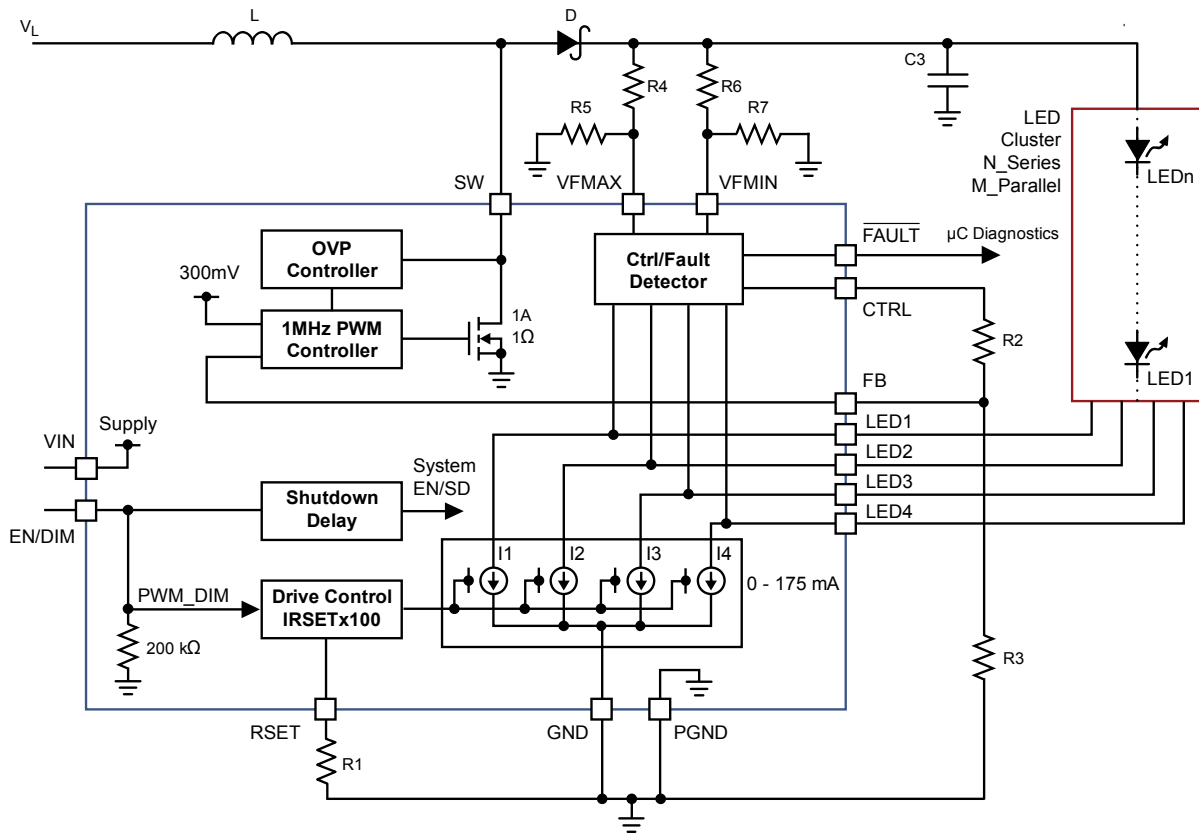 L
D
VL
C3
R4
R6
R5
R7
LED
Cluster
N_Series
M_Parallel
LEDn
LED1
SW
VFMAX
VFMIN
FAULT
µC Diagnostics
OVP
Controller
Ctrl/Fault
Detector
300mV
CTRL
1A
1Ω
1MHz PWM
Controller
R2
FB
LED1
LED2
LED3
LED4
Supply
VIN
System
EN/SD
Shutdown
Delay
EN/DIM
I1
I2
I3
I4
0 - 175 mA
PWM_DIM
Drive Control
IRSETx100
200 kΩ
R3
RSET
GND
PGND
R1